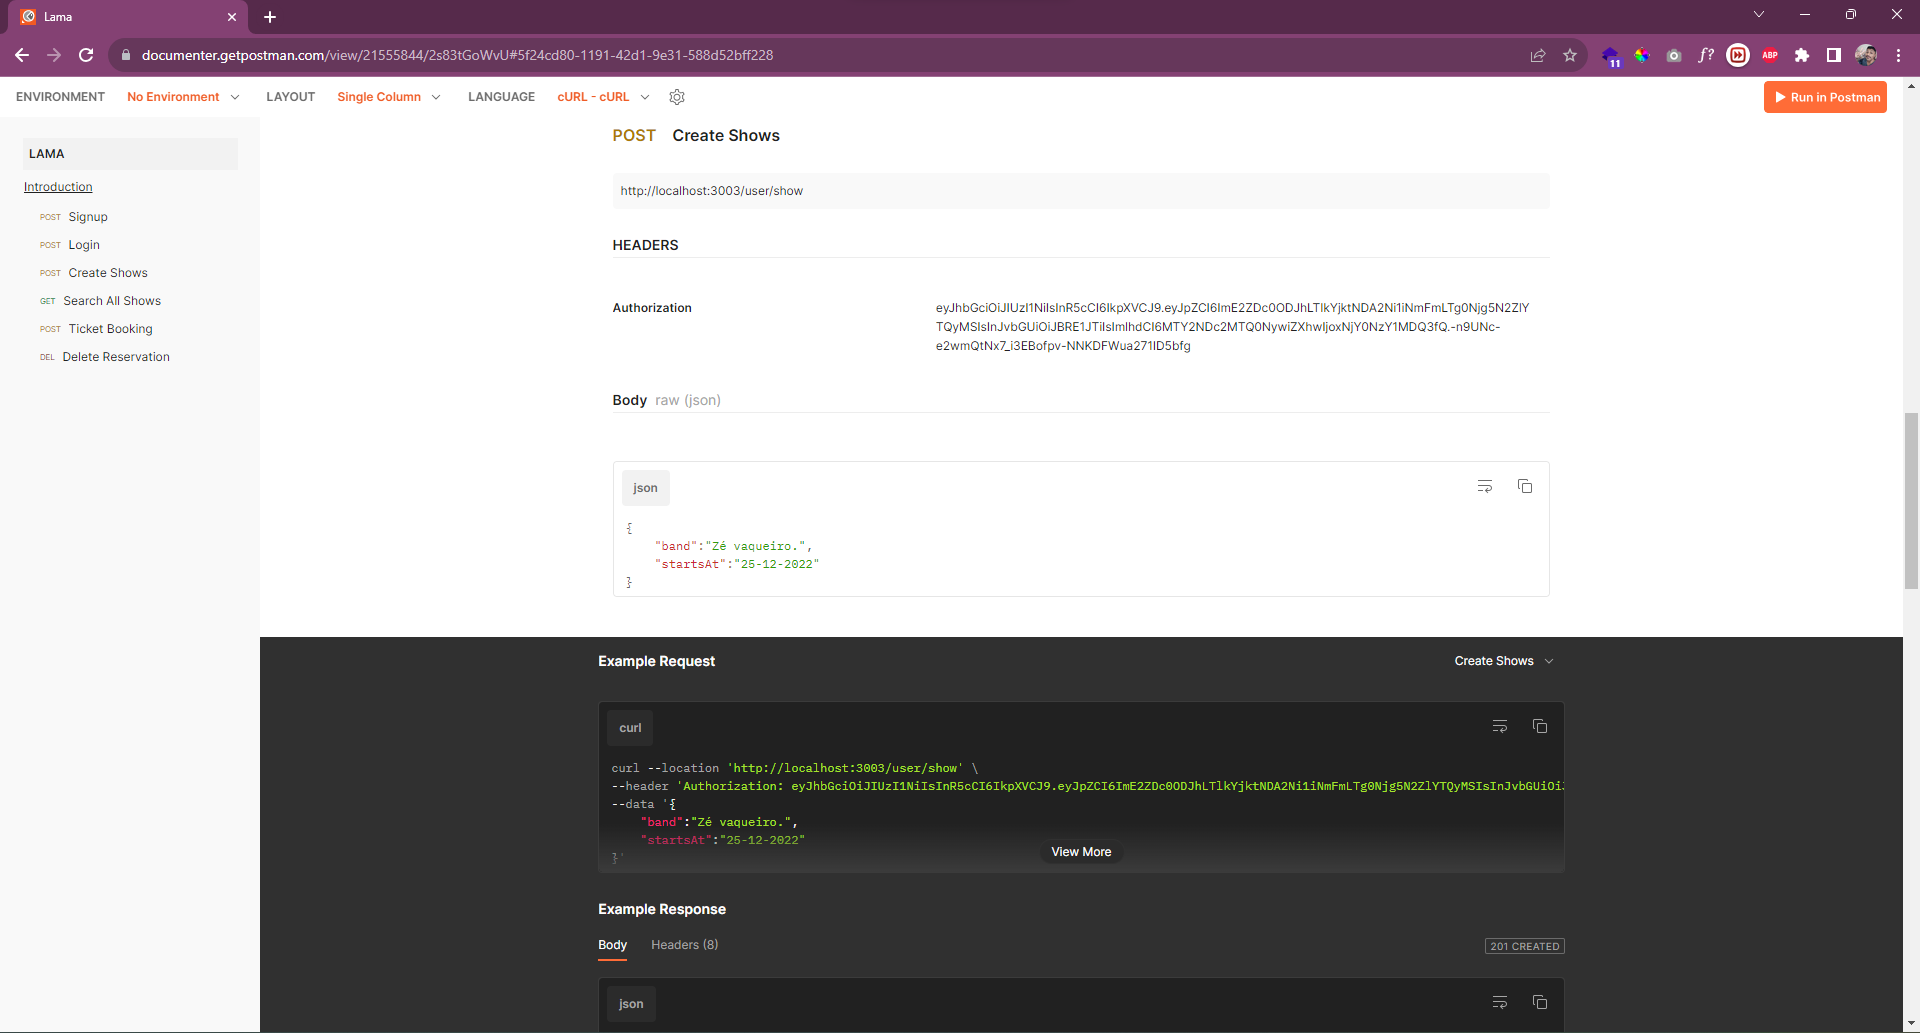 Lama
documenter.getpostman.com/view/21555844/2s83tGoWvU#5f24cd80-1191-42d1-9e31-588d52bff228
11
f?
ABP
ENVIRONMENT No Environment LAYOUT Single Column LANGUAGE cURL - cURL
Run in Postman
LAMA
Introduction
POST Signup
POST Login
POST Create Shows
GET Search All Shows
POST Ticket Booking
DEL Delete Reservation
POST Create Shows
http://localhost:3003/user/show
HEADERS
Authorization
eyJhbGciOiJIUzI1NiIsInR5cCI6IkpXVCJ9.eyJpZCI6ImE2ZDc0ODJhLTlkYjktNDA2Ni1iNmFmLTg0Njg5N2ZlY
TQyMSIsInJvbGUiOiJBRE1JTiIsImlhdCI6MTY2NDc2MTQ0NywiZXhwIjoxNjY0NzY1MDQ3fQ.-n9UNc-
e2wmQtNx7_i3EBofpv-NNKDFWua271ID5bfg
Body raw (json)
json
{
"band":"Zé vaqueiro.",
"startsAt":"25-12-2022"
}
Example Request
Create Shows
curl
curl --location 'http://localhost:3003/user/show' \
--header 'Authorization: eyJhbGciOiJIUzI1NiIsInR5cCI6IkpXVCJ9.eyJpZCI6ImE2ZDc0ODJhLTlkYjktNDA2Ni1iNmFmLTg0Njg5N2ZlYTQyMSIsInJvbGUiOiJ
--data '{
"band":"Zé vaqueiro.",
"startsAt":"25-12-2022"
}'
View More
Example Response
Body Headers (8)
201 CREATED
json